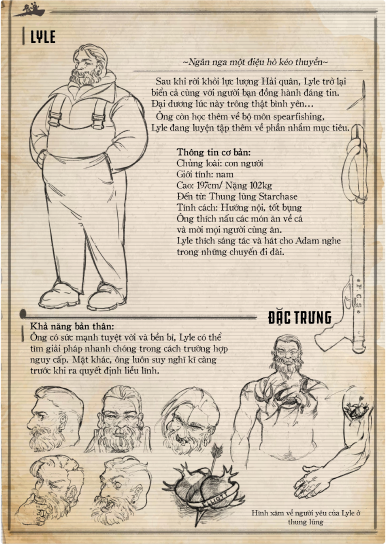 LYLE
~Ngân nga một điệu hò kéo thuyền~
Sau khi rời khỏi lực lượng Hải quân, Lyle trở lại
biển cả cùng với người bạn đồng hành đáng tin.
Đại dương lúc này trông thật bình yên...
Ông còn học thêm về bộ môn spearfishing,
Lyle đang luyện tập thêm về phần nhắm mục tiêu.
Thông tin cơ bản:
Chủng loài: con người
Giới tính: nam
Cao: 197cm/ Nặng 102kg
Đến từ: Thung lũng Starchase
Tính cách: Hướng nội, tốt bụng
Ông thích nấu các món ăn về cá
và mời mọi người cùng ăn.
Lyle thích sáng tác và hát cho Adam nghe
trong những chuyến đi dài.
ĐẶC TRƯNG
Khả năng bản thân:
Ông có sức mạnh tuyệt vời và bền bỉ, Lyle có thể
tìm giải pháp nhanh chóng trong cách trường hợp
nguy cấp. Mặt khác, ông luôn suy nghĩ kĩ càng
trước khi ra quyết định liều lĩnh.
Hình xăm về người yêu của Lyle ở
thung lũng